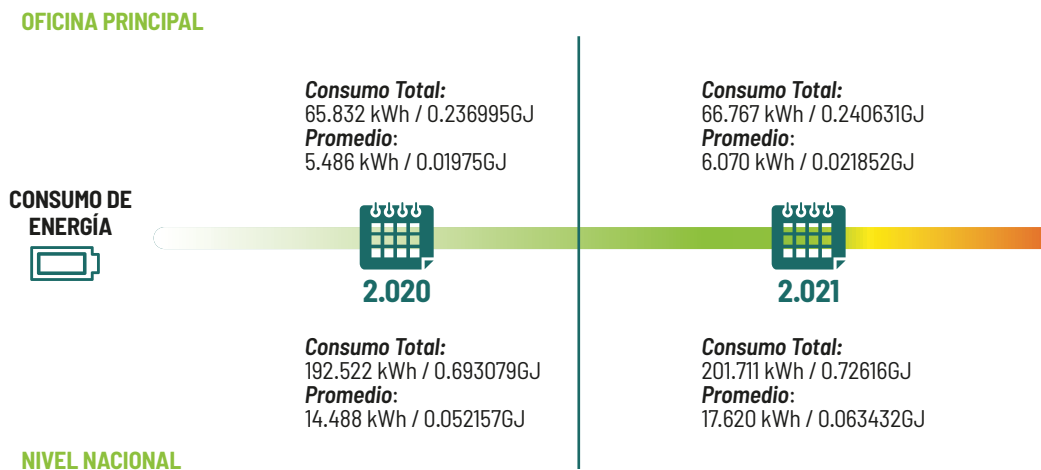 OFICINA PRINCIPAL
Consumo Total:
65.832 kWh / 0.236995GJ
Promedio:
5.486 kWh / 0.01975GJ
Consumo Total:
66.767 kWh / 0.240631GJ
Promedio:
6.070 kWh / 0.021852GJ
CONSUMO DE
ENERGÍA
2.020
2.021
Consumo Total:
192.522 kWh / 0.693079GJ
Promedio:
14.488 kWh / 0.052157GJ
Consumo Total:
201.711 kWh / 0.72616GJ
Promedio:
17.620 kWh / 0.063432GJ
NIVEL NACIONAL